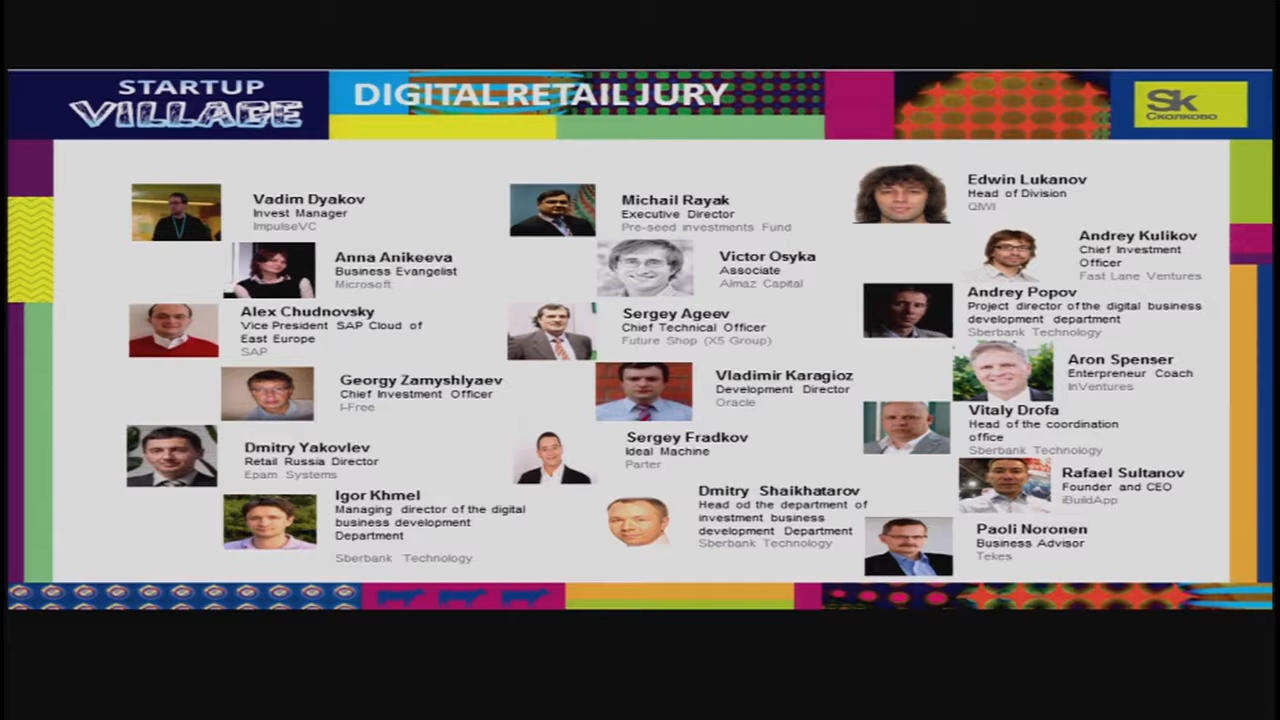 STARTUP
VILLAGE
DIGITAL RETAIL JURY
Sk
Сколково
Vadim Dyakov
Invest Manager
ImpulseVC
Anna Anikeeva
Business Evangelist
Microsoft
Alex Chudnovsky
Vice President SAP Cloud of
East Europe
SAP
Georgy Zamyshlyaev
Chief Investment Officer
I-Free
Dmitry Yakovlev
Retail Russia Director
Epam Systems
Igor Khmel
Managing director of the digital
business development
Department
Sberbank Technology
Michail Rayak
Executive Director
Pre-seed investments Fund
Victor Osyka
Associate
Almaz Capital
Sergey Ageev
Chief Technical Officer
Future Shop (X5 Group)
Vladimir Karagioz
Development Director
Oracle
Sergey Fradkov
Ideal Machine
Parter
Dmitry Shaikhatarov
Head od the department of
investment business
development Department
Sberbank Technology
Edwin Lukanov
Head of Division
QIWI
Andrey Kulikov
Chief Investment
Officer
Fast Lane Ventures
Andrey Popov
Project director of the digital business
development department
Sberbank Technology
Aron Spenser
Enterpreneur Coach
InVentures
Vitaly Drofa
Head of the coordination
office
Sberbank Technology
Rafael Sultanov
Founder and CEO
iBuildApp
Paoli Noronen
Business Advisor
Tekes